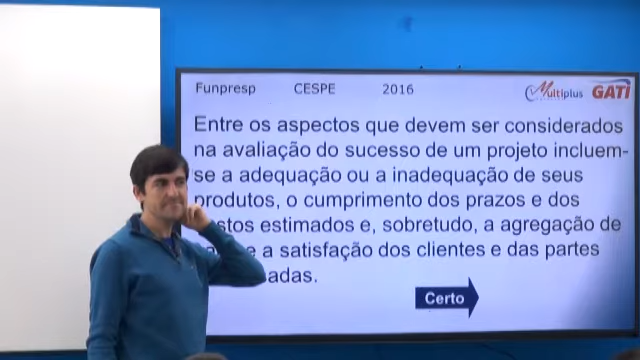 Funpresp CESPE 2016
Multiplus GATI
Entre os aspectos que devem ser considerados
na avaliação do sucesso de um projeto incluem-
se a adequação ou a inadequação de seus
produtos, o cumprimento dos prazos e dos
estimados e, sobretudo, a agregação de
e a satisfação dos clientes e das partes
Certo